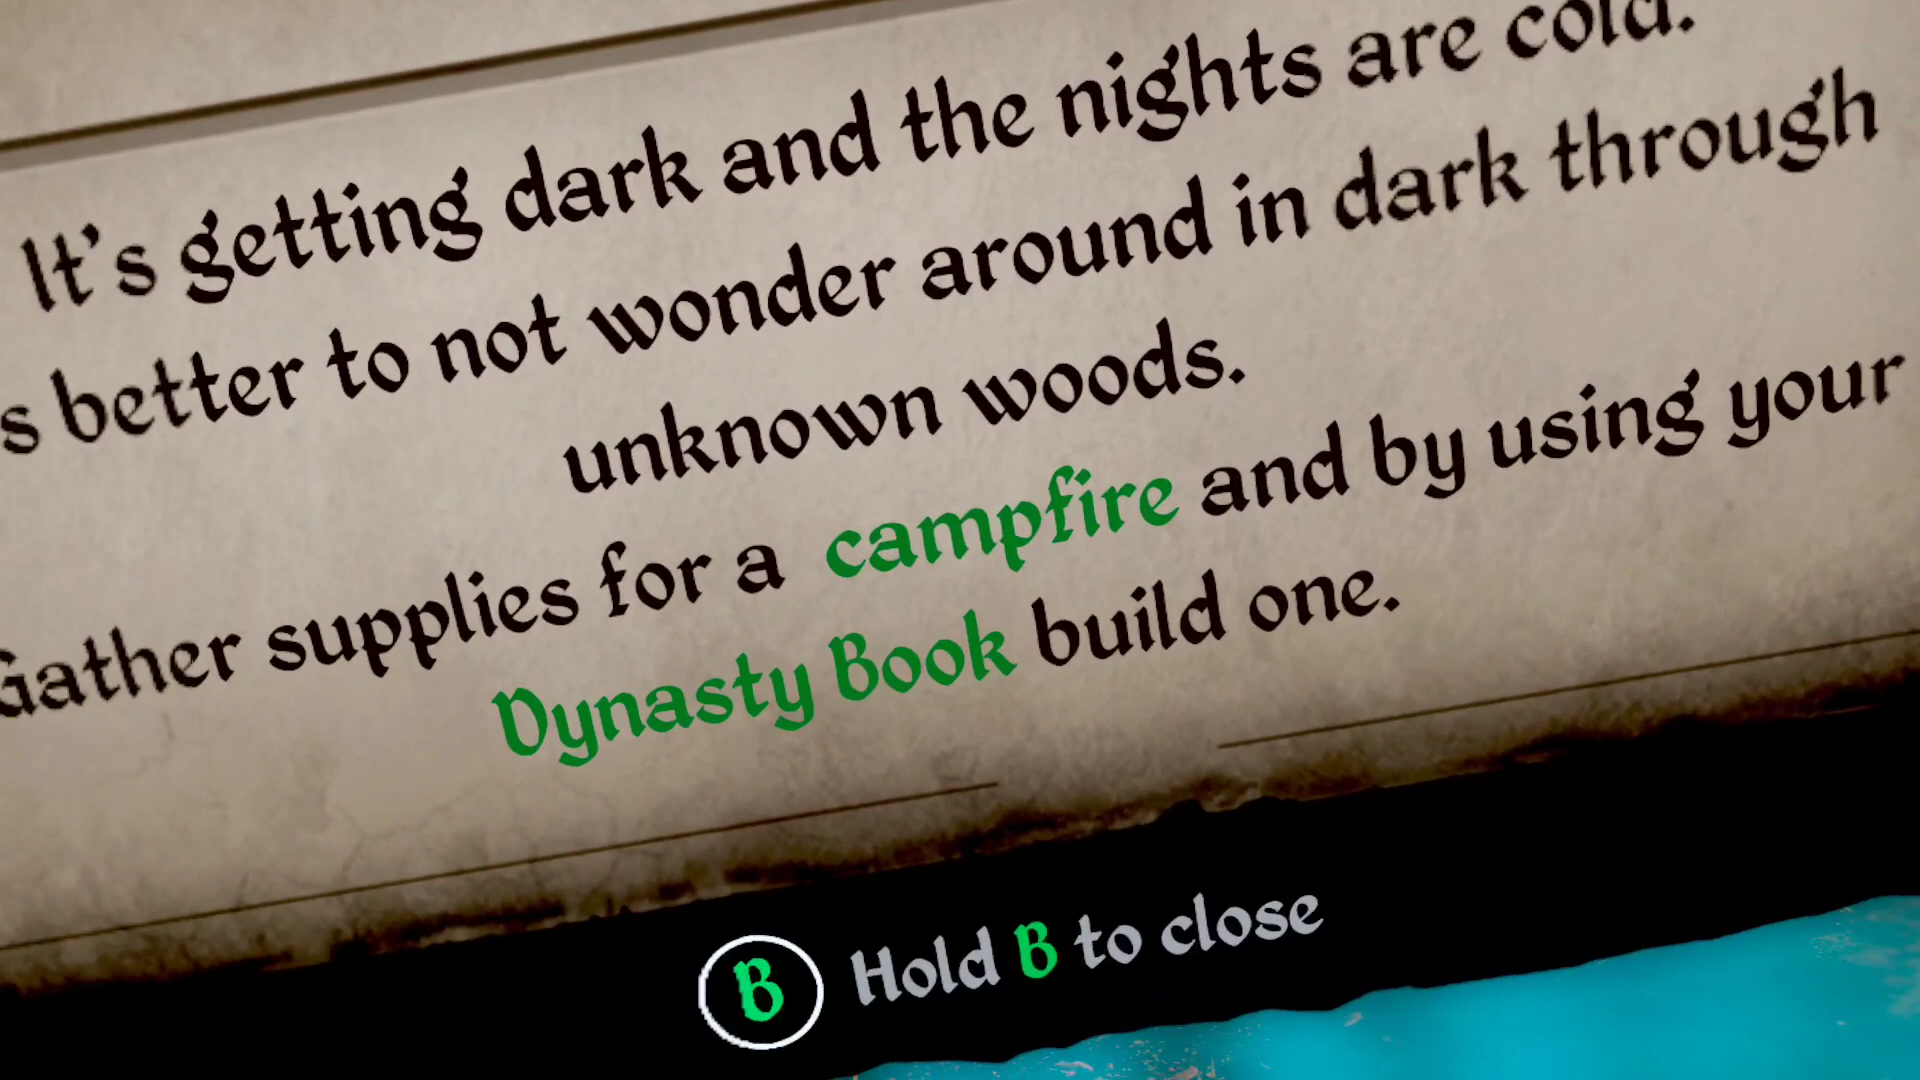 It's getting dark and the nights are cold.
s better to not wonder around in dark through
unknown woods.
Gather supplies for a campfire and by using your
Dynasty Book build one.
B Hold B to close